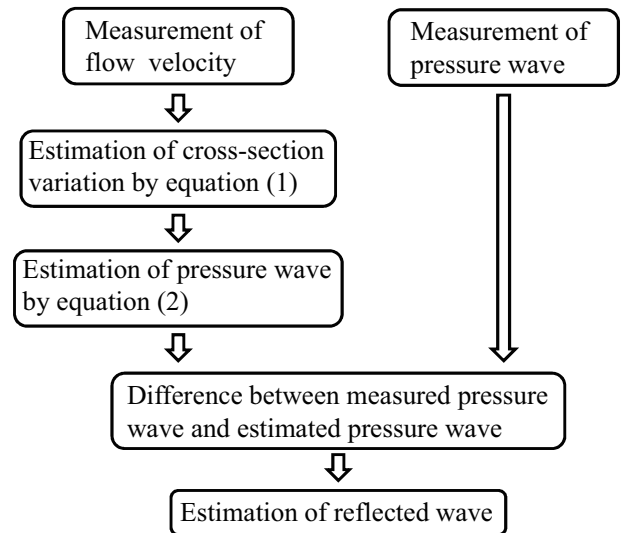 Measurement of
flow velocity
Measurement of
pressure wave
Estimation of cross-section
variation by equation (1)
Estimation of pressure wave
by equation (2)
Difference between measured pressure
wave and estimated pressure wave
Estimation of reflected wave